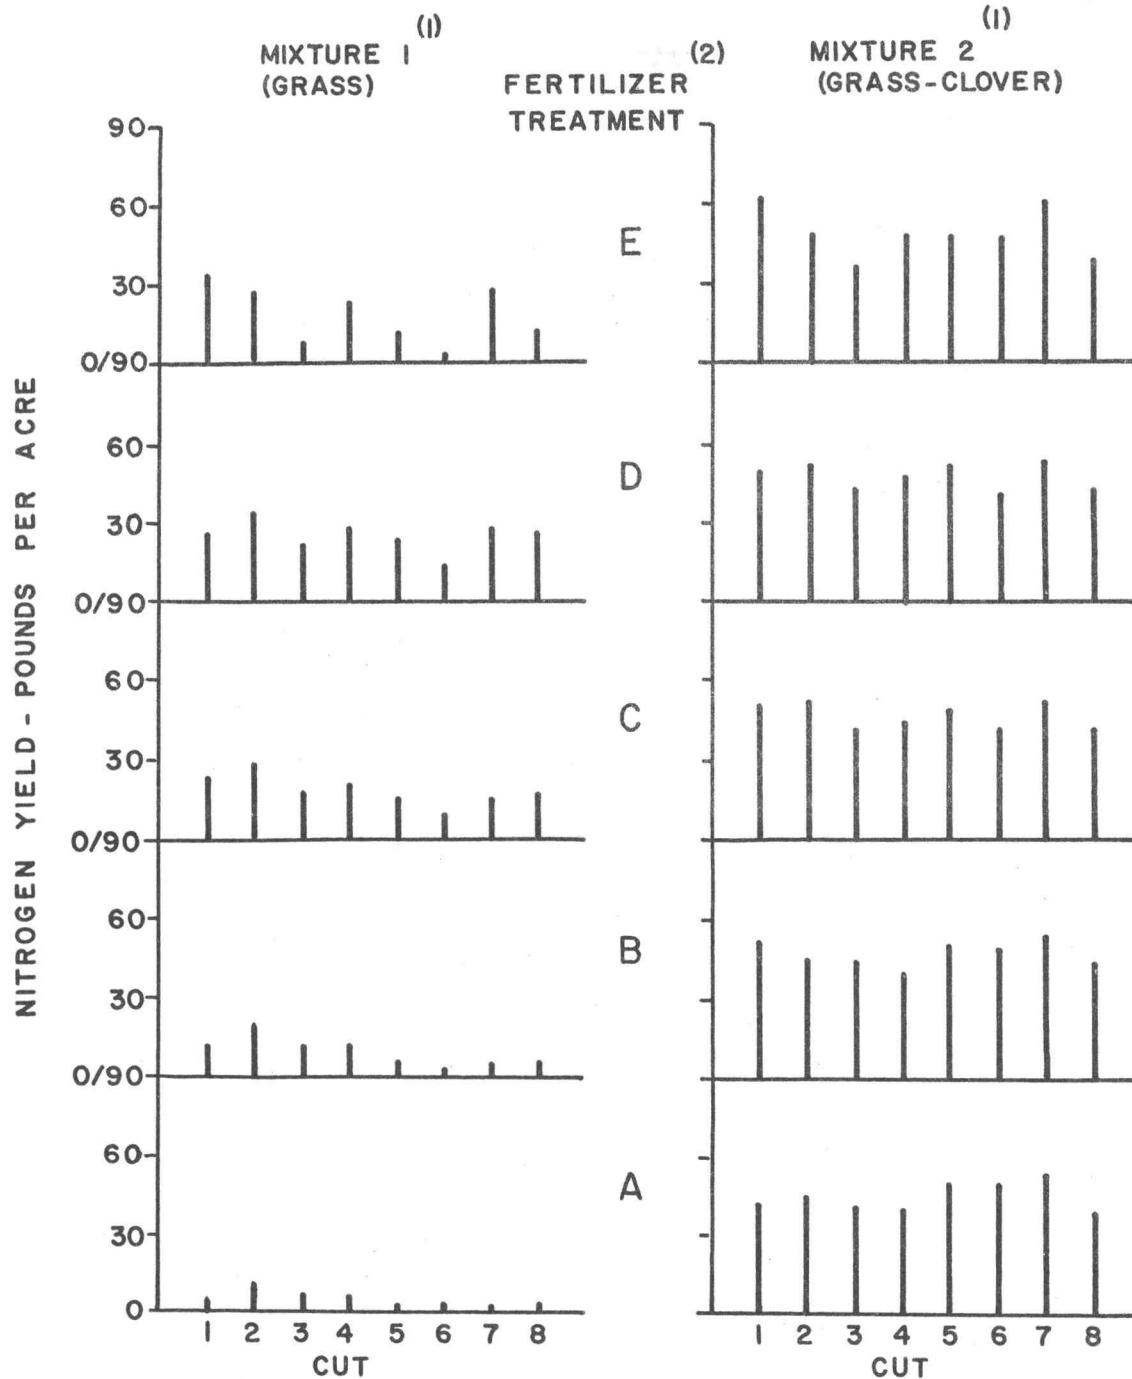 MIXTURE 1 (1)
(GRASS)
FERTILIZER (2)
TREATMENT
MIXTURE 2 (1)
(GRASS-CLOVER)
NITROGEN YIELD - POUNDS PER ACRE
90
60
30
0/90
60
30
0/90
60
30
0/90
60
30
0/90
60
30
0
E
D
C
B
A
1 2 3 4 5 6 7 8
CUT
1 2 3 4 5 6 7 8
CUT